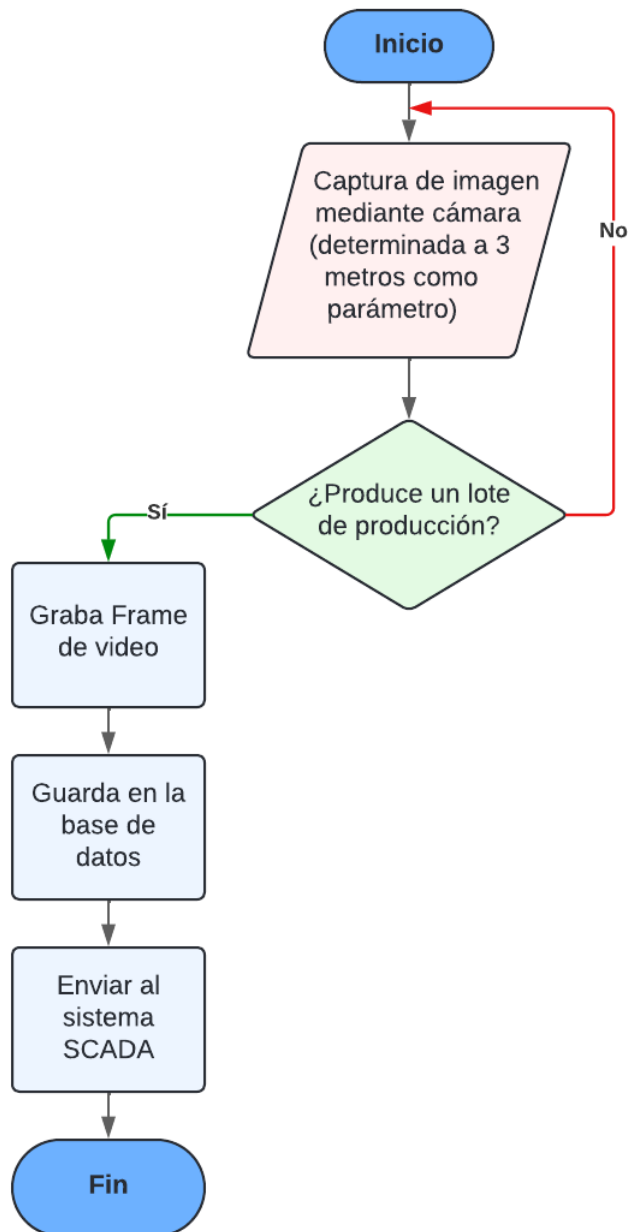 Inicio
Captura de imagen
mediante cámara
(determinada a 3
metros como
parámetro)
No
¿Produce un lote
de producción?
Sí
Graba Frame
de video
Guarda en la
base de
datos
Enviar al
sistema
SCADA
Fin